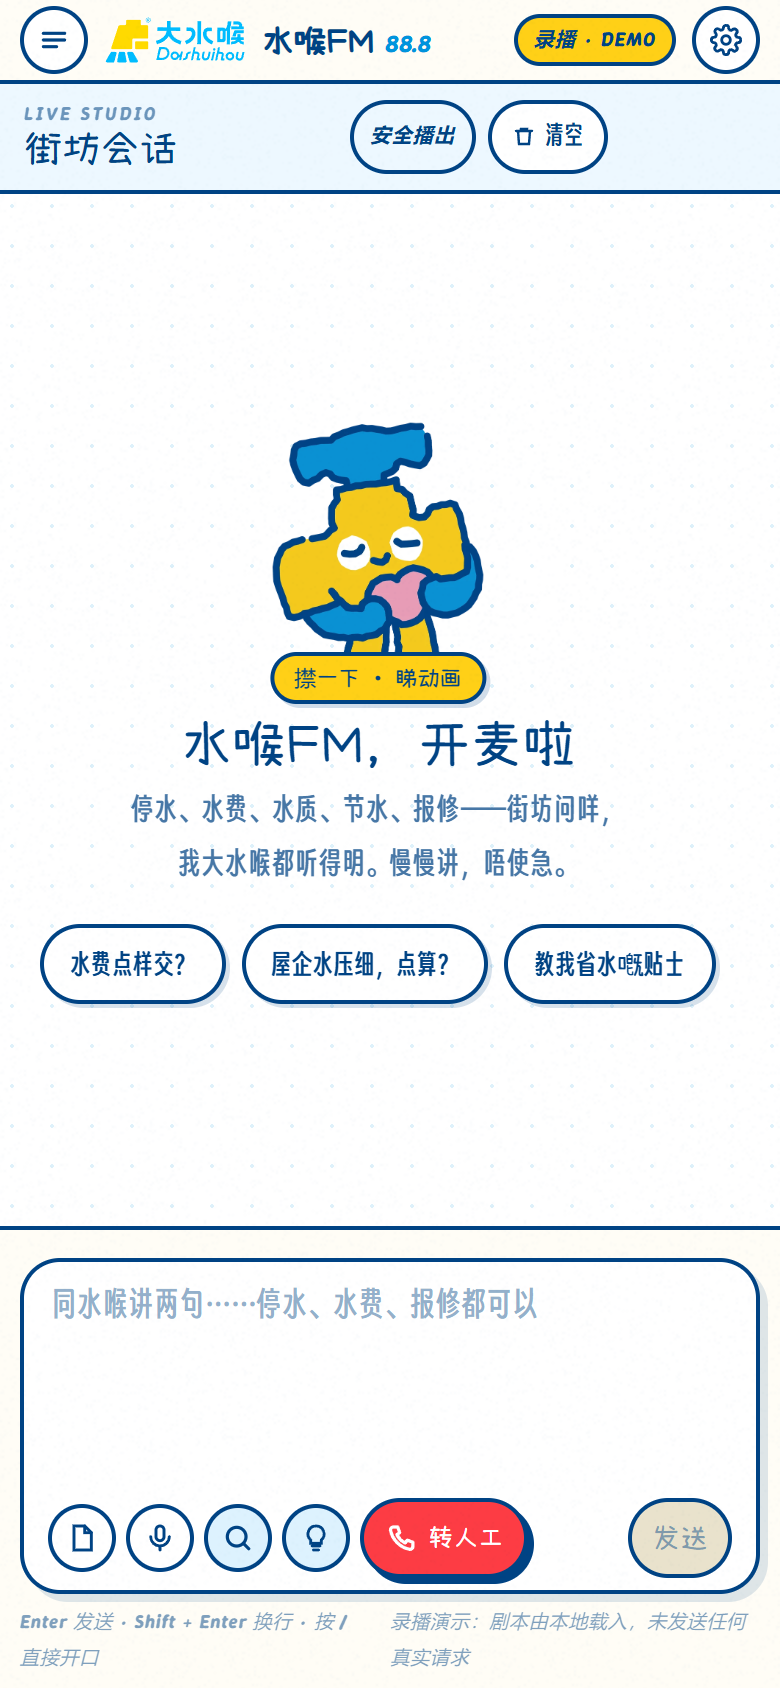 大水喉
Dashuihou
水喉FM 88.8
录播 · DEMO
LIVE STUDIO
街坊会话
安全播出
清空
㩒一下 · 睇动画
水喉FM，开麦啦
停水、水费、水质、节水、报修——街坊问咩，
我大水喉都听得明。慢慢讲，唔使急。
水费点样交？
屋企水压细，点算？
教我省水嘅贴士
同水喉讲两句……停水、水费、报修都可以
转人工
发送
Enter 发送 · Shift + Enter 换行 · 按 /
直接开口
录播演示：剧本由本地载入，未发送任何
真实请求